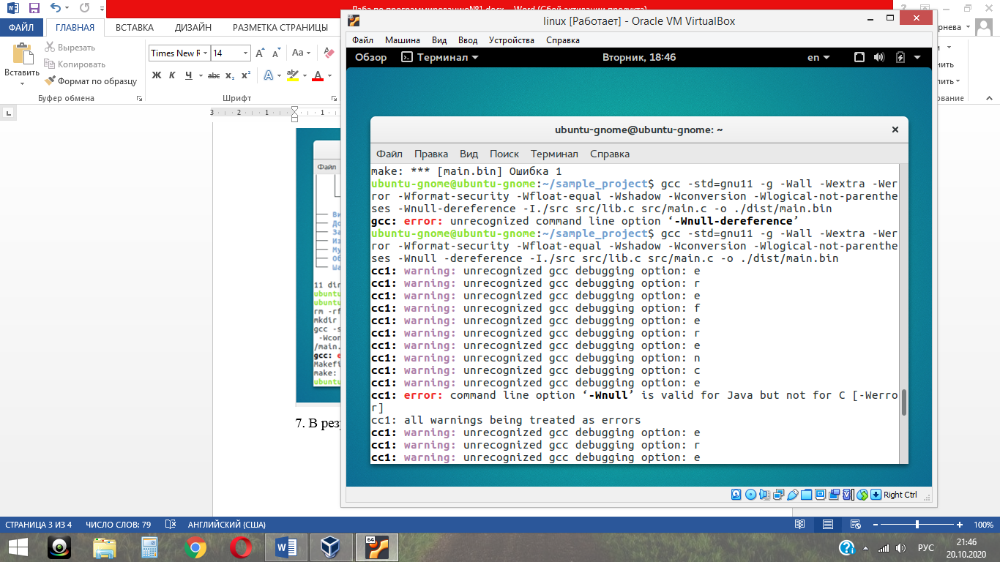 Лаба по программированию№1.docx - Word (Сбой активации продукта)
ФАЙЛ ГЛАВНАЯ ВСТАВКА ДИЗАЙН РАЗМЕТКА СТРАНИЦЫ
Вставить
Вырезать
Копировать
Формат по образцу
Буфер обмена
Times New R 14
Ж К Ч abc x₂ x²
Шрифт
3 2 1 1
linux [Работает] - Oracle VM VirtualBox
Файл Машина Вид Ввод Устройства Справка
Обзор Терминал Вторник, 18:46 en
ubuntu-gnome@ubuntu-gnome: ~
Файл Правка Вид Поиск Терминал Справка
make: *** [main.bin] Ошибка 1
ubuntu-gnome@ubuntu-gnome:~/sample_project$ gcc -std=gnu11 -g -Wall -Wextra -Wer
ror -Wformat-security -Wfloat-equal -Wshadow -Wconversion -Wlogical-not-parenthe
ses -Wnull-dereference -I./src src/lib.c src/main.c -o ./dist/main.bin
gcc: error: unrecognized command line option ‘-Wnull-dereference’
ubuntu-gnome@ubuntu-gnome:~/sample_project$ gcc -std=gnu11 -g -Wall -Wextra -Wer
ror -Wformat-security -Wfloat-equal -Wshadow -Wconversion -Wlogical-not-parenthe
ses -Wnull -dereference -I./src src/lib.c src/main.c -o ./dist/main.bin
cc1: warning: unrecognized gcc debugging option: e
cc1: warning: unrecognized gcc debugging option: r
cc1: warning: unrecognized gcc debugging option: e
cc1: warning: unrecognized gcc debugging option: f
cc1: warning: unrecognized gcc debugging option: e
cc1: warning: unrecognized gcc debugging option: r
cc1: warning: unrecognized gcc debugging option: e
cc1: warning: unrecognized gcc debugging option: n
cc1: warning: unrecognized gcc debugging option: c
cc1: warning: unrecognized gcc debugging option: e
cc1: error: command line option ‘-Wnull’ is valid for Java but not for C [-Werro
r]
cc1: all warnings being treated as errors
cc1: warning: unrecognized gcc debugging option: e
cc1: warning: unrecognized gcc debugging option: r
cc1: warning: unrecognized gcc debugging option: e
Right Ctrl
Файл
Ви
До
За
Из
Му
Об
Ша
11 dir
ubuntu
ubuntu
rm -rf
mkdir
gcc -s
-Wcon
/main.
gcc: e
Makefi
make:
ubuntu
7. В рез
СТРАНИЦА 3 ИЗ 4 ЧИСЛО СЛОВ: 79 АНГЛИЙСКИЙ (США) 100%
РУС
21:46
20.10.2020